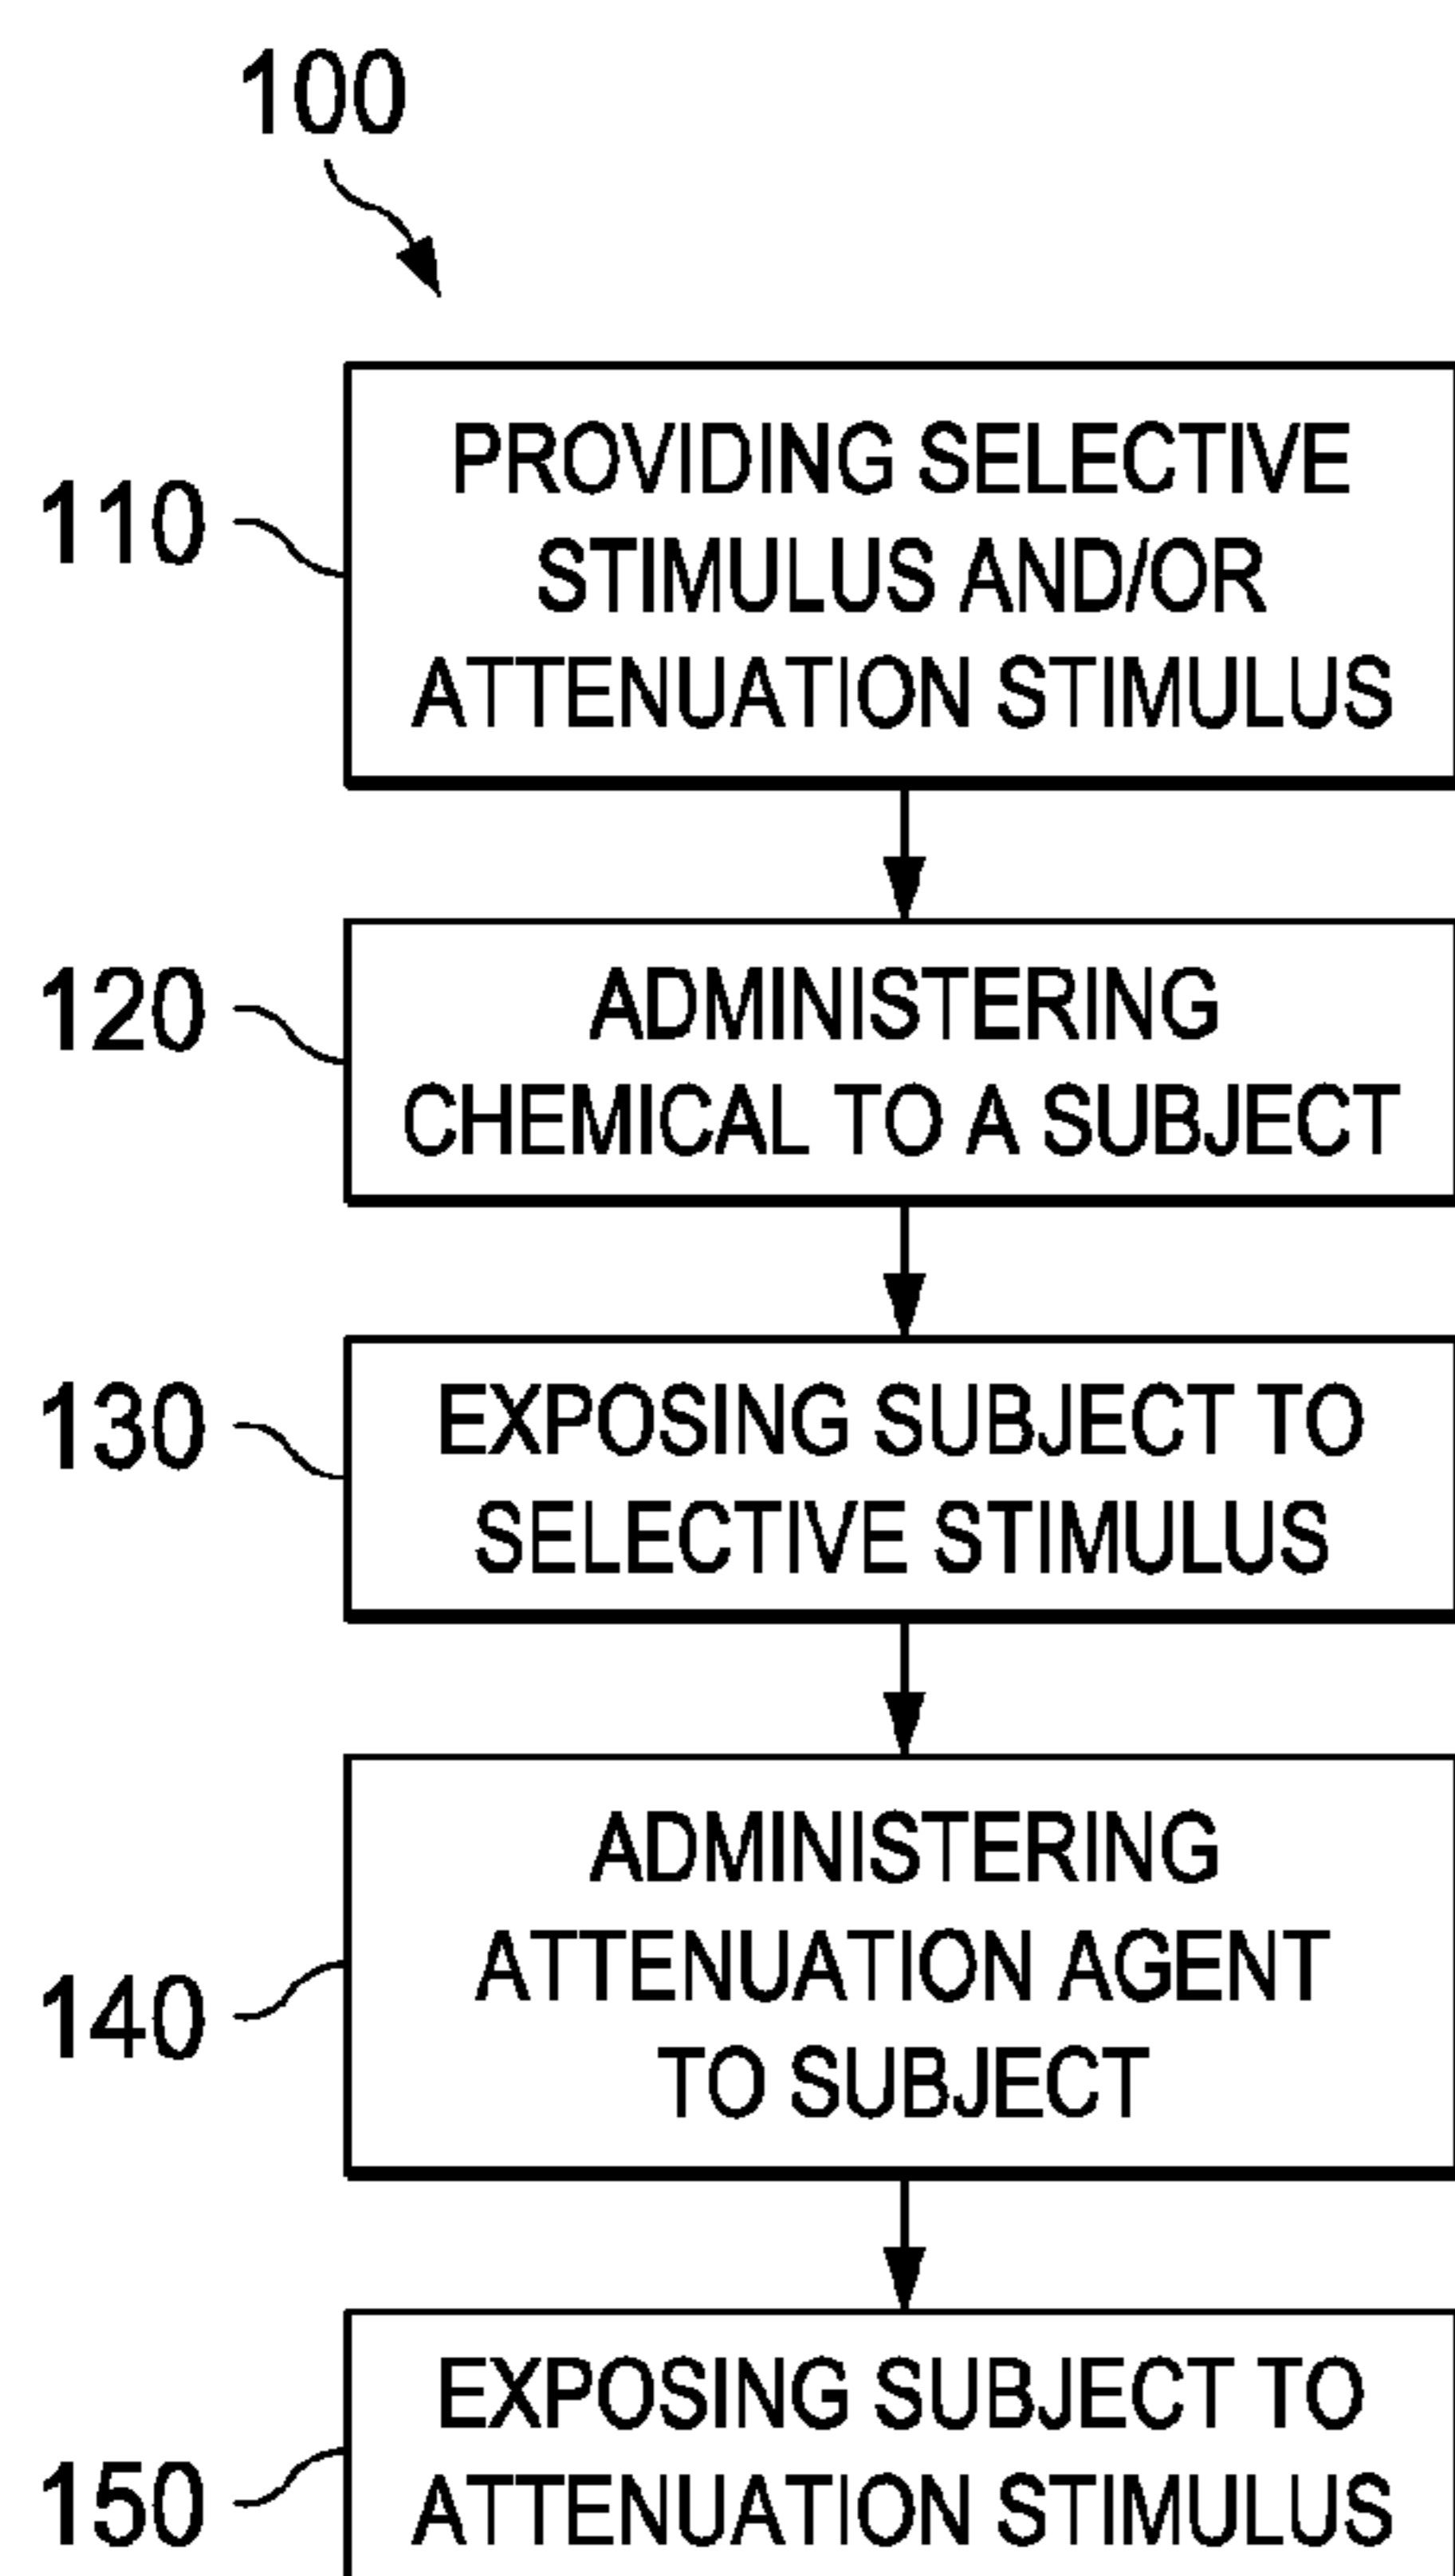 100
110
PROVIDING SELECTIVE
STIMULUS AND/OR
ATTENUATION STIMULUS
120
ADMINISTERING
CHEMICAL TO A SUBJECT
130
EXPOSING SUBJECT TO
SELECTIVE STIMULUS
140
ADMINISTERING
ATTENUATION AGENT
TO SUBJECT
150
EXPOSING SUBJECT TO
ATTENUATION STIMULUS